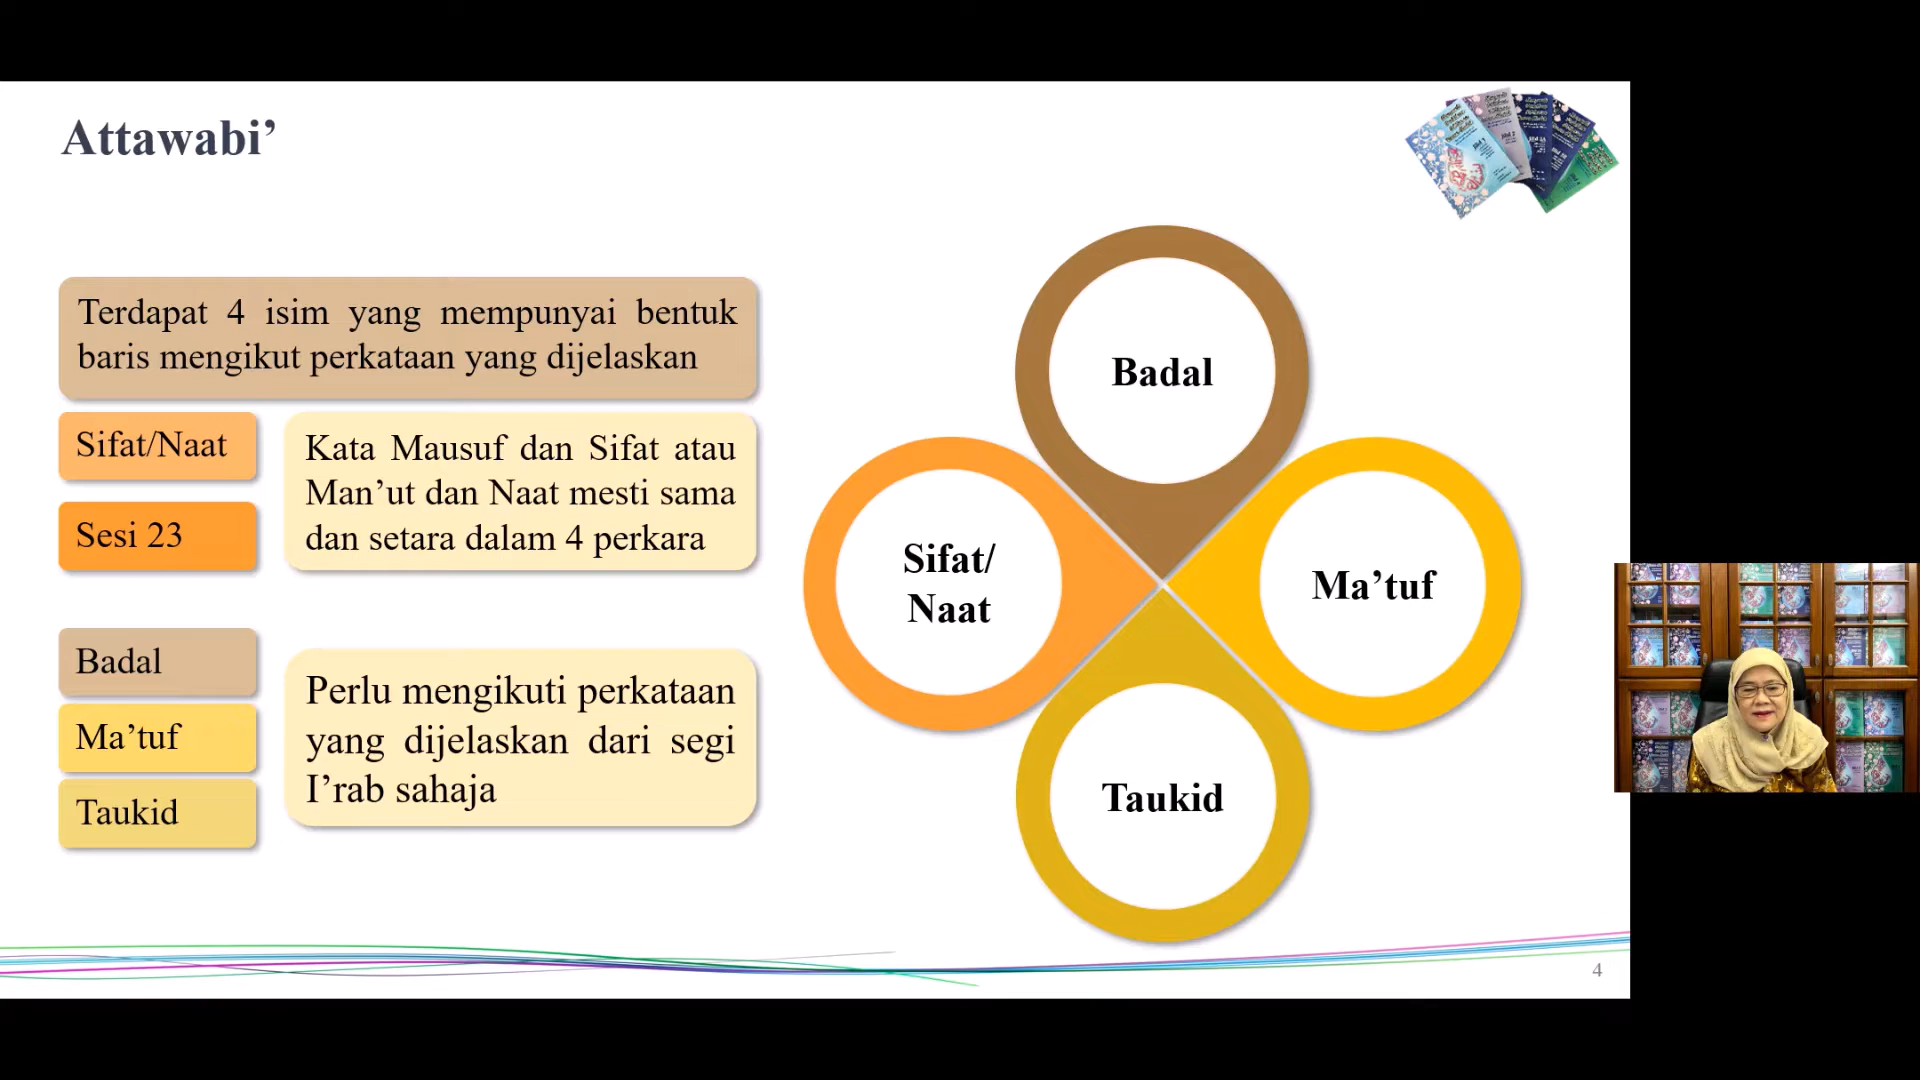 Attawabi’
Terdapat 4 isim yang mempunyai bentuk
baris mengikut perkataan yang dijelaskan
Sifat/Naat
Sesi 23
Kata Mausuf dan Sifat atau
Man’ut dan Naat mesti sama
dan setara dalam 4 perkara
Badal
Ma’tuf
Taukid
Perlu mengikuti perkataan
yang dijelaskan dari segi
I’rab sahaja
Badal
Sifat/
Naat
Ma’tuf
Taukid
4